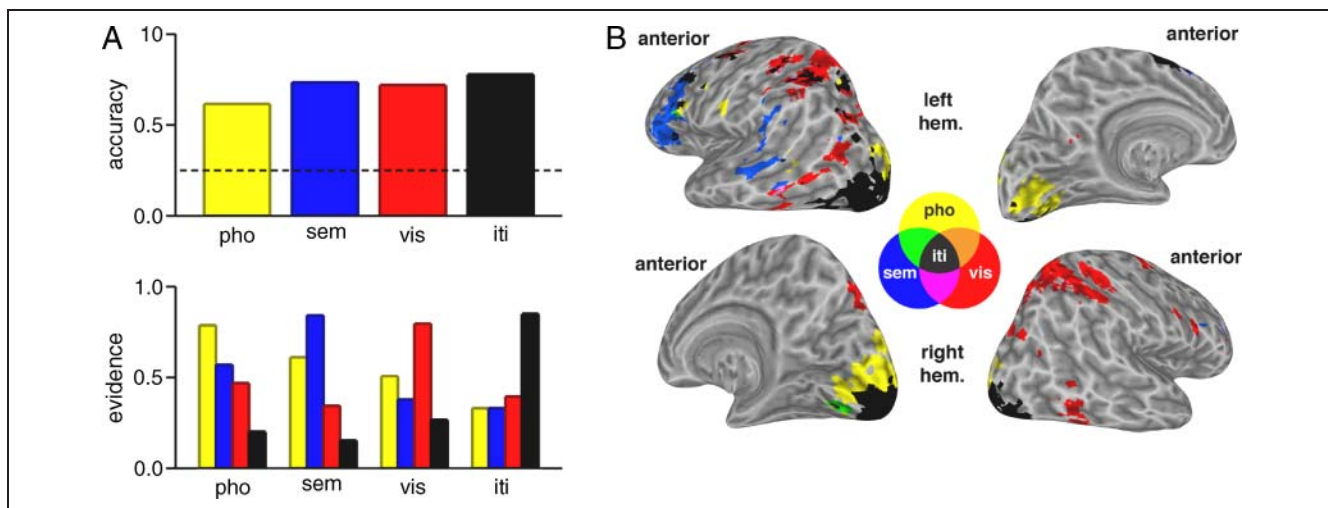 A
10
0.5
0.0
accuracy
pho sem vis iti
1.0
0.5
0.0
evidence
pho sem vis iti
B
anterior
anterior
left
hem.
pho
sem
iti
vis
anterior
anterior
right
hem.